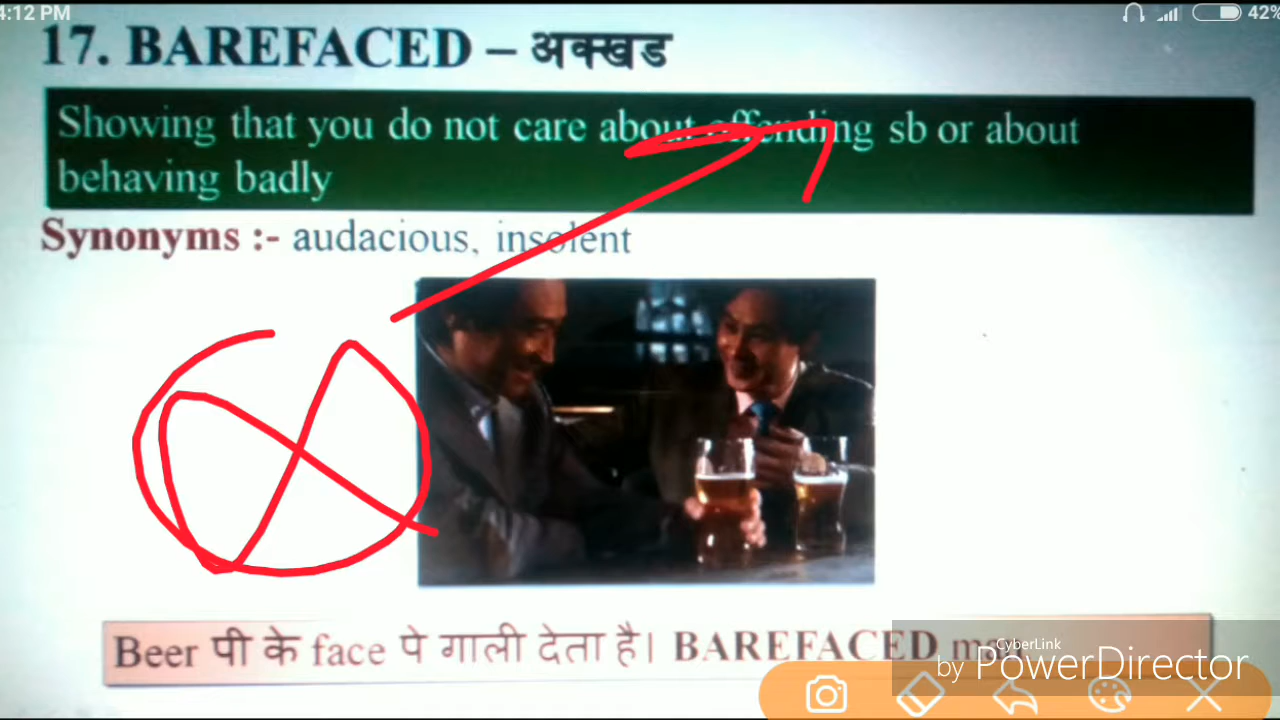 4:12 PM
42%
17. BAREFACED – अक्खड
Showing that you do not care about offending sb or about
behaving badly
Synonyms :- audacious, insolent
Beer पी के face पे गाली देता है। BAREFACED man
CyberLink
by PowerDirector